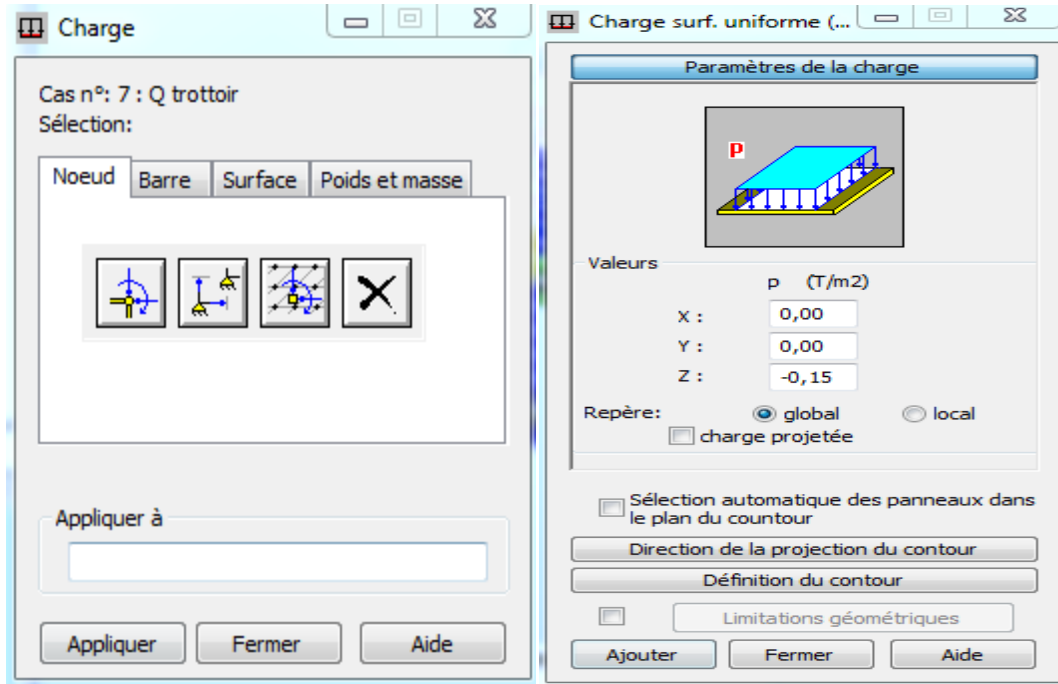 Charge
Cas n°: 7 : Q trottoir
Sélection:
Noeud Barre Surface Poids et masse
Appliquer à
Appliquer Fermer Aide
Charge surf. uniforme (...
Paramètres de la charge
P
Valeurs
p (T/m2)
X : 0,00
Y : 0,00
Z : -0,15
Repère: global local
charge projetée
Sélection automatique des panneaux dans
le plan du countour
Direction de la projection du contour
Définition du contour
Limitations géométriques
Ajouter Fermer Aide